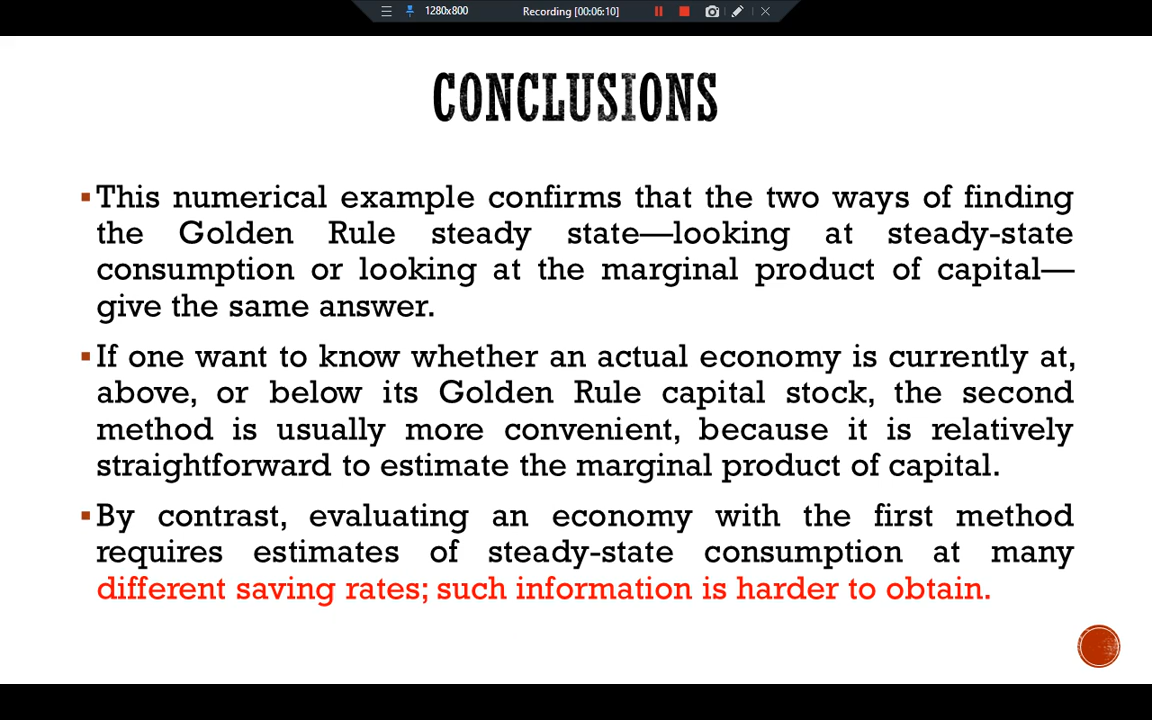 1280x800 Recording [00:06:10]
CONCLUSIONS
▪This numerical example confirms that the two ways of finding
the Golden Rule steady state—looking at steady-state
consumption or looking at the marginal product of capital—
give the same answer.
▪If one want to know whether an actual economy is currently at,
above, or below its Golden Rule capital stock, the second
method is usually more convenient, because it is relatively
straightforward to estimate the marginal product of capital.
▪By contrast, evaluating an economy with the first method
requires estimates of steady-state consumption at many
different saving rates; such information is harder to obtain.